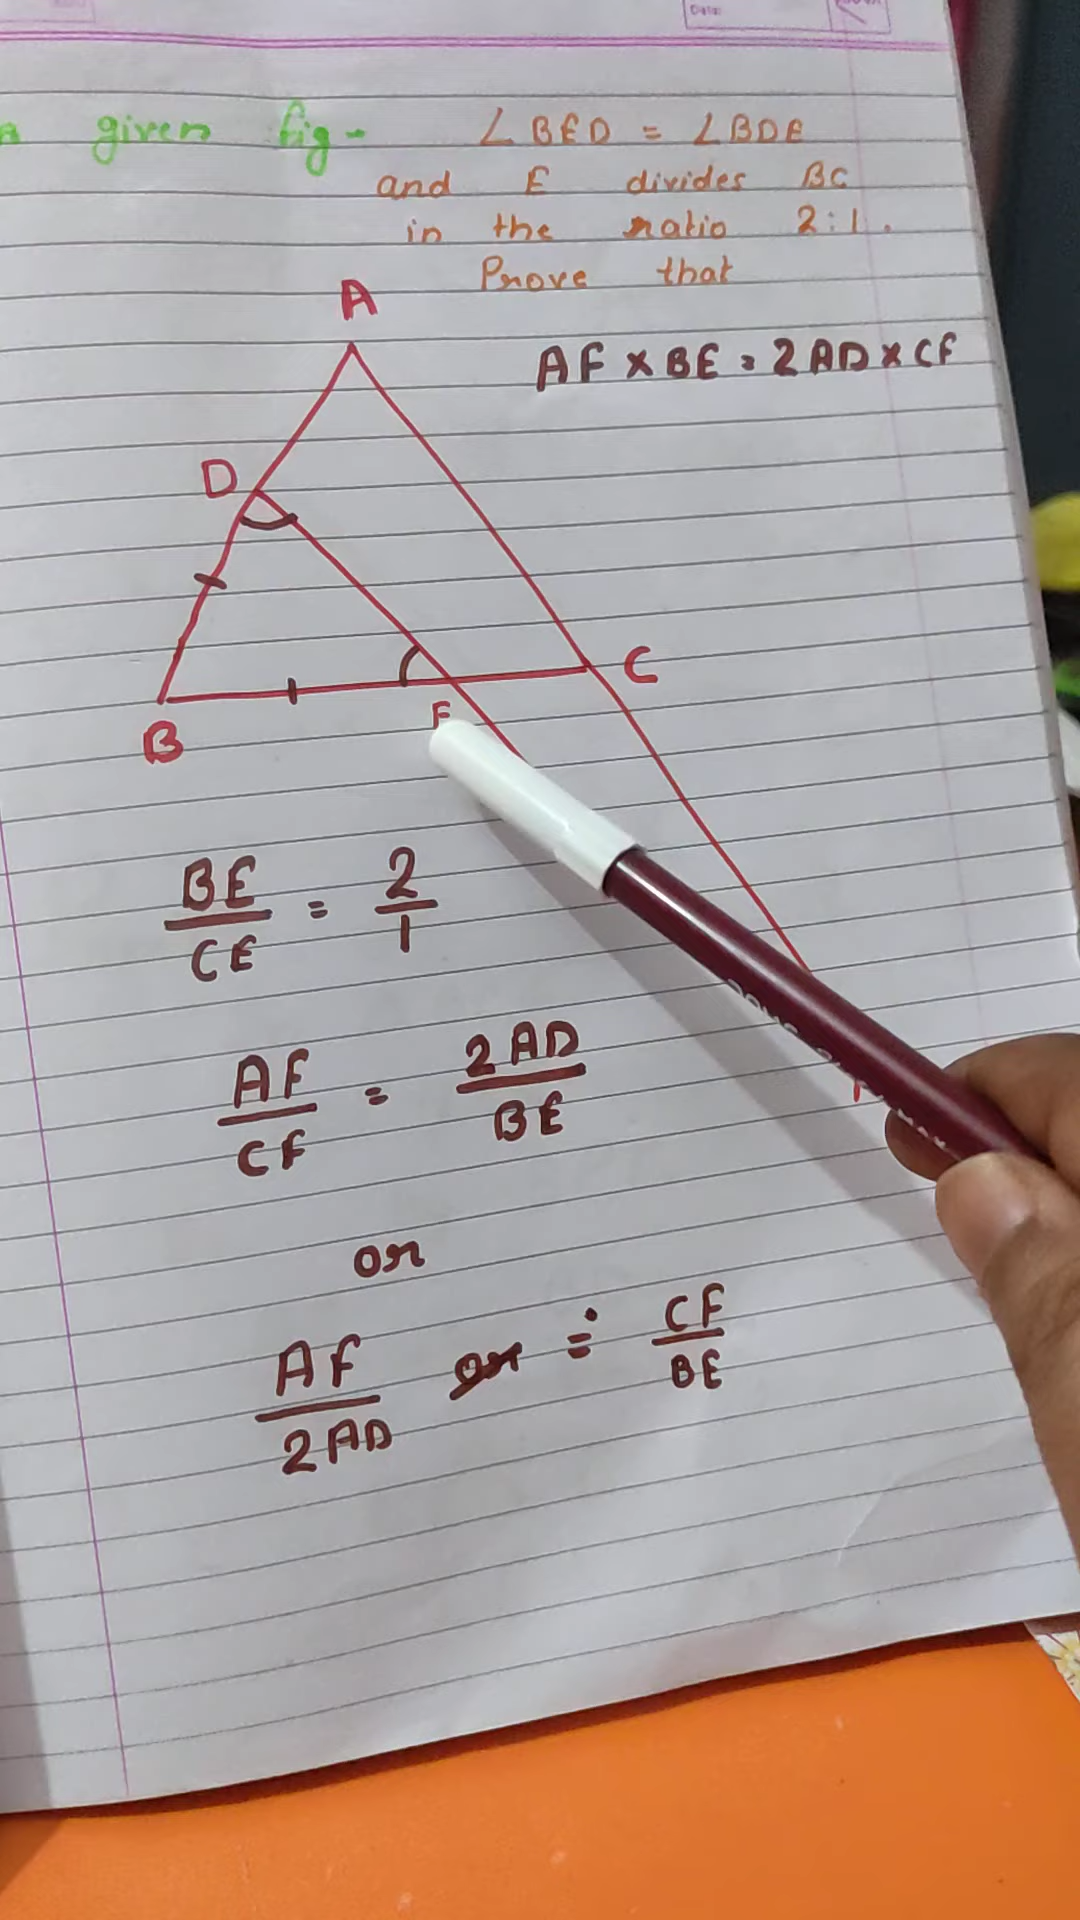 given fig-
∠BED = ∠BDE
and E divides BC
in the ratio 2:1.
Prove that
AF × BE = 2AD × CF
A
D
B
E
C
BE/CE = 2/1
AF/CF = 2AD/BE
or
AF/2AD = CF/BE
Date: